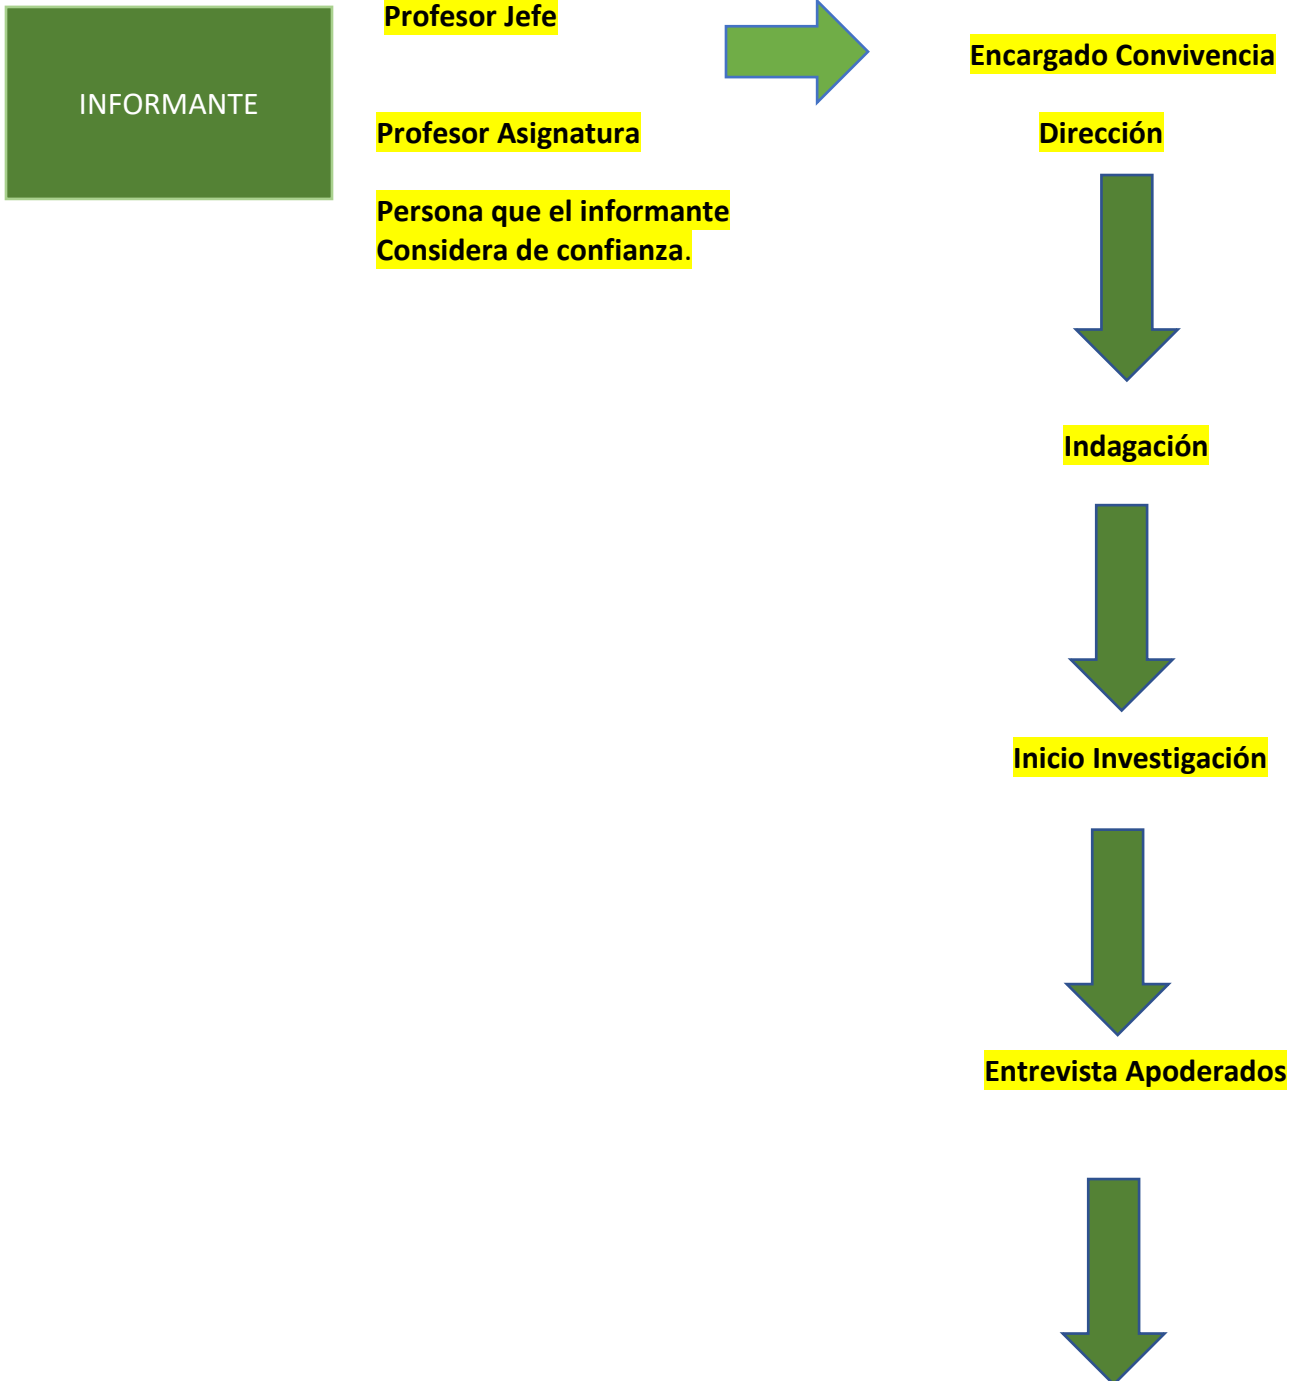 INFORMANTE
Profesor Jefe
Profesor Asignatura
Persona que el informante
Considera de confianza.
Encargado Convivencia
Dirección
Indagación
Inicio Investigación
Entrevista Apoderados